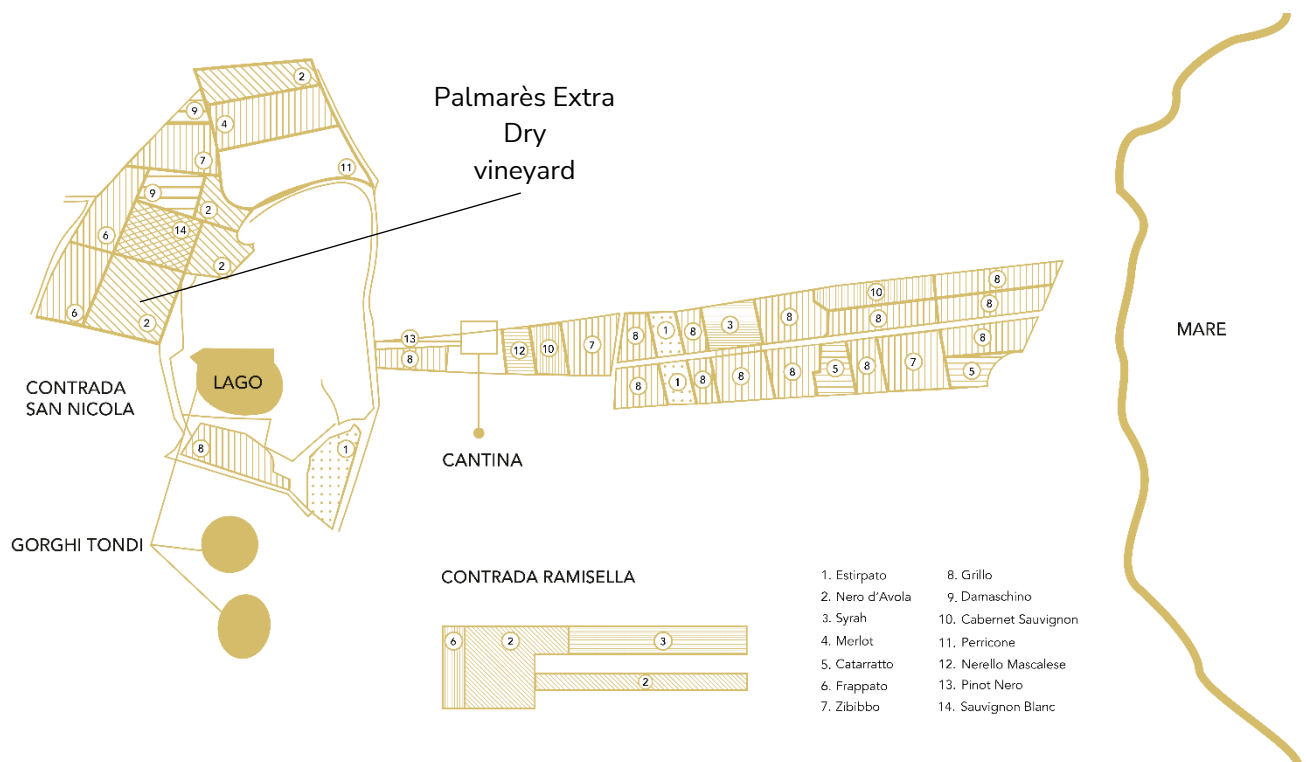 Palmarès Extra
Dry
vineyard
2
9
4
7
11
9
2
14
6
2
6
2
13
8
12
10
7
8
1
8
3
8
10
8
8
8
8
8
1
8
8
8
5
8
7
5
MARE
LAGO
CONTRADA
SAN NICOLA
8
1
CANTINA
GORGHI TONDI
CONTRADA RAMISELLA
6
2
3
2
1. Estirpato
2. Nero d'Avola
3. Syrah
4. Merlot
5. Catarratto
6. Frappato
7. Zibibbo
8. Grillo
9. Damaschino
10. Cabernet Sauvignon
11. Perricone
12. Nerello Mascalese
13. Pinot Nero
14. Sauvignon Blanc